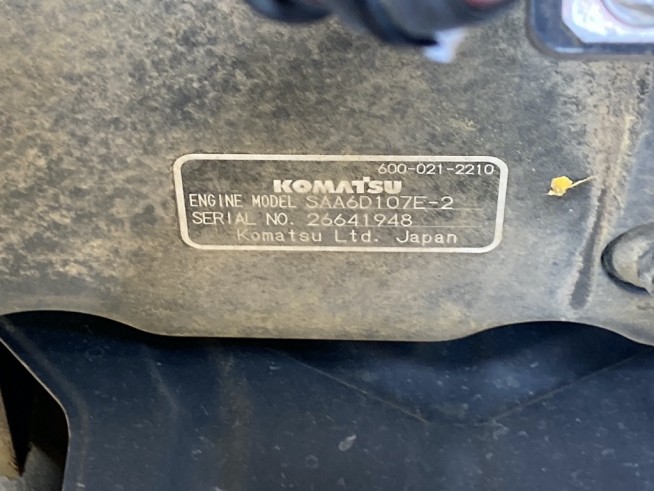 600-021-2210
KOMATSU
ENGINE MODEL SAA6D107E-2
SERIAL NO. 26641948
Komatsu Ltd. Japan